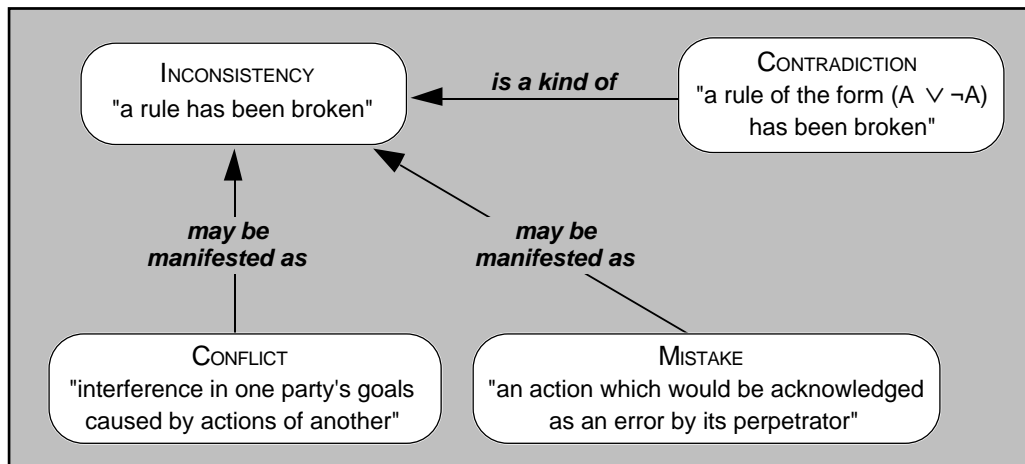 INCONSISTENCY
"a rule has been broken"
is a kind of
CONTRADICTION
"a rule of the form (A ∨ ¬A)
has been broken"
may be
manifested as
may be
manifested as
CONFLICT
"interference in one party's goals
caused by actions of another"
MISTAKE
"an action which would be acknowledged
as an error by its perpetrator"